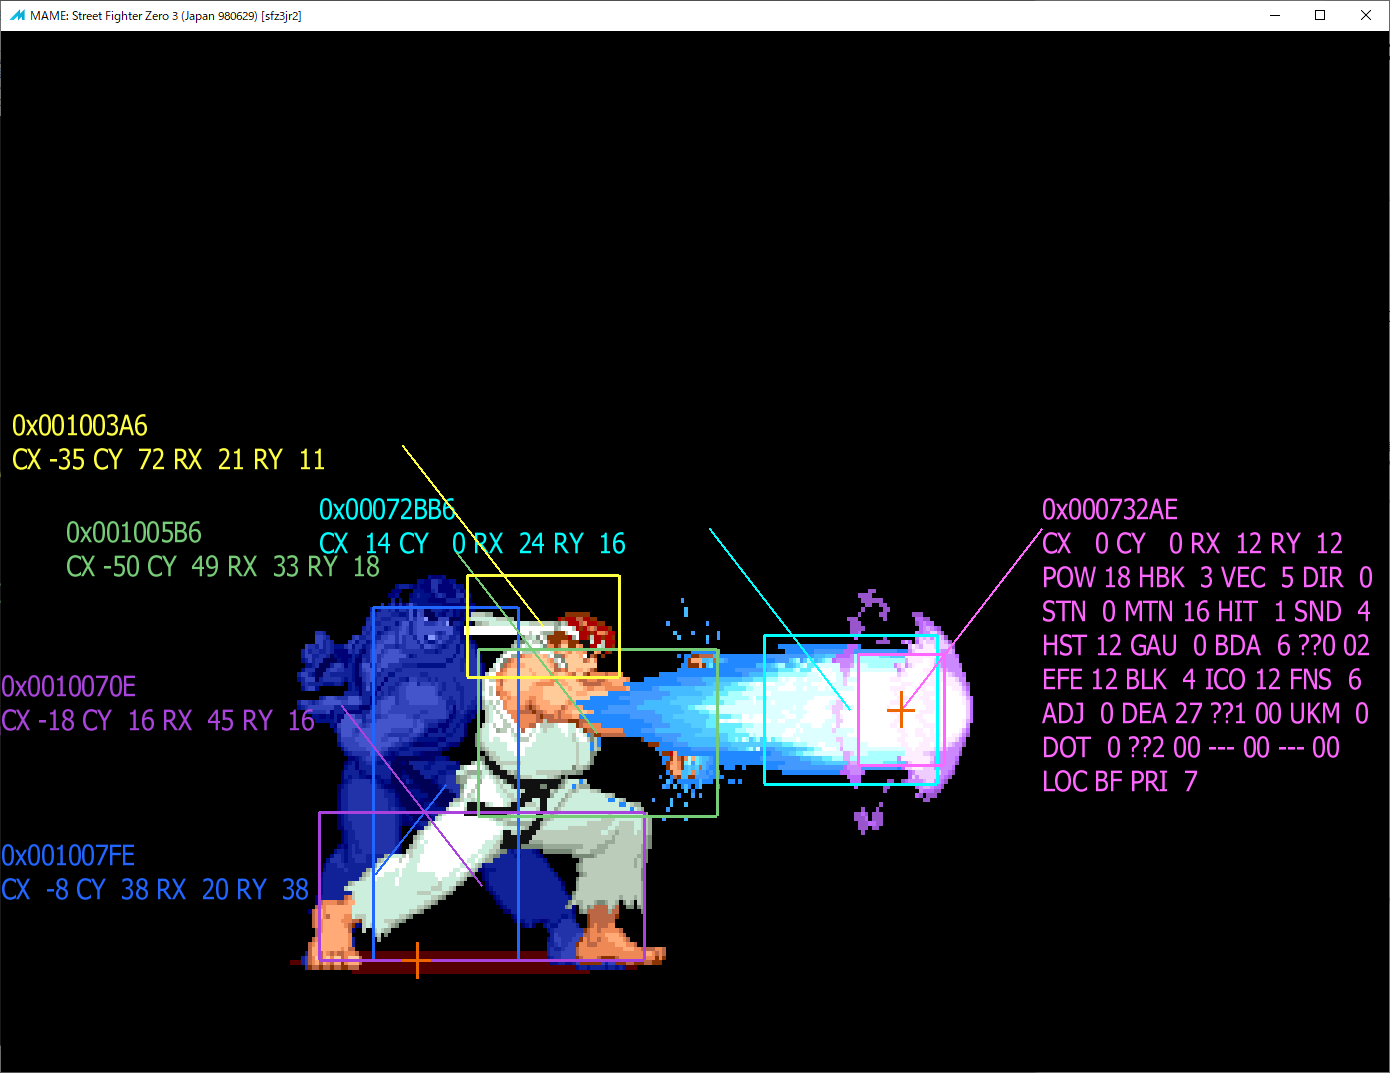 MAME: Street Fighter Zero 3 (Japan 980629) [sfz3jr2]
0x001003A6
CX -35 CY 72 RX 21 RY 11
0x00072BB6
CX 14 CY 0 RX 24 RY 16
0x001005B6
CX -50 CY 49 RX 33 RY 18
0x000732AE
CX 0 CY 0 RX 12 RY 12
POW 18 HBK 3 VEC 5 DIR 0
STN 0 MTN 16 HIT 1 SND 4
HST 12 GAU 0 BDA 6 ??0 02
EFE 12 BLK 4 ICO 12 FNS 6
ADJ 0 DEA 27 ??1 00 UKM 0
DOT 0 ??2 00 --- 00 --- 00
LOC BF PRI 7
0x0010070E
CX -18 CY 16 RX 45 RY 16
0x001007FE
CX -8 CY 38 RX 20 RY 38